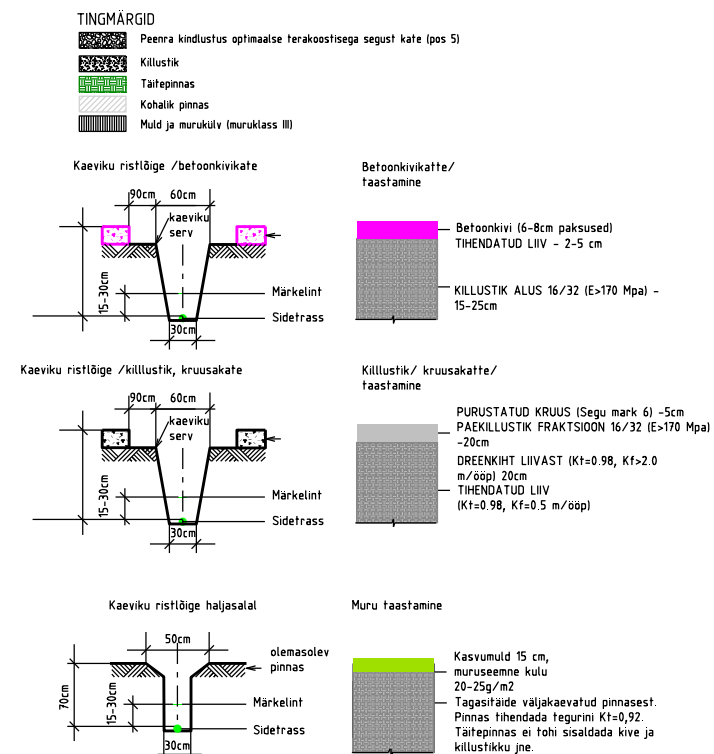 TINGMÄRGID
Peenra kindlustus optimaalse terakoostisega segust kate (pos 5)
Killustik
Täitepinnas
Kohalik pinnas
Muld ja murukülv (muruklass III)
Kaeviku ristlõige /betoonkivikate
90cm
60cm
kaeviku
serv
15-30cm
Märkelint
Sidetrass
30cm
Betoonkivikatte/
taastamine
Betoonkivi (6-8cm paksused)
TIHENDATUD LIIV - 2-5 cm
KILLUSTIK ALUS 16/32 (E>170 Mpa) -
15-25cm
Kaeviku ristlõige /killlustik, kruusakate
90cm
60cm
kaeviku
serv
15-30cm
Märkelint
Sidetrass
30cm
Killlustik/ kruusakatte/
taastamine
PURUSTATUD KRUUS (Segu mark 6) -5cm
PAEKILLUSTIK FRAKTSIOON 16/32 (E>170 Mpa)
-20cm
DREENKIHT LIIVAST (Kt=0.98, Kf>2.0
m/ööp) 20cm
TIHENDATUD LIIV
(Kt=0.98, Kf=0.5 m/ööp)
Kaeviku ristlõige haljasalal
50cm
olemasolev
pinnas
70cm
15-30cm
Märkelint
Sidetrass
30cm
Muru taastamine
Kasvumuld 15 cm,
muruseemne kulu
20-25g/m2
Tagasitäide väljakaevatud pinnasest.
Pinnas tihendada tegurini Kt=0,92.
Täitepinnas ei tohi sisaldada kive ja
killustikku jne.